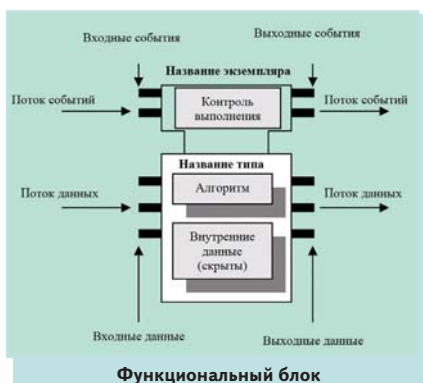 Входные события
Выходные события
Название экземпляра
Поток событий
Контроль
выполнения
Поток событий
Название типа
Поток данных
Алгоритм
Поток данных
Внутренние
данные
(скрыты)
Входные данные
Выходные данные
Функциональный блок